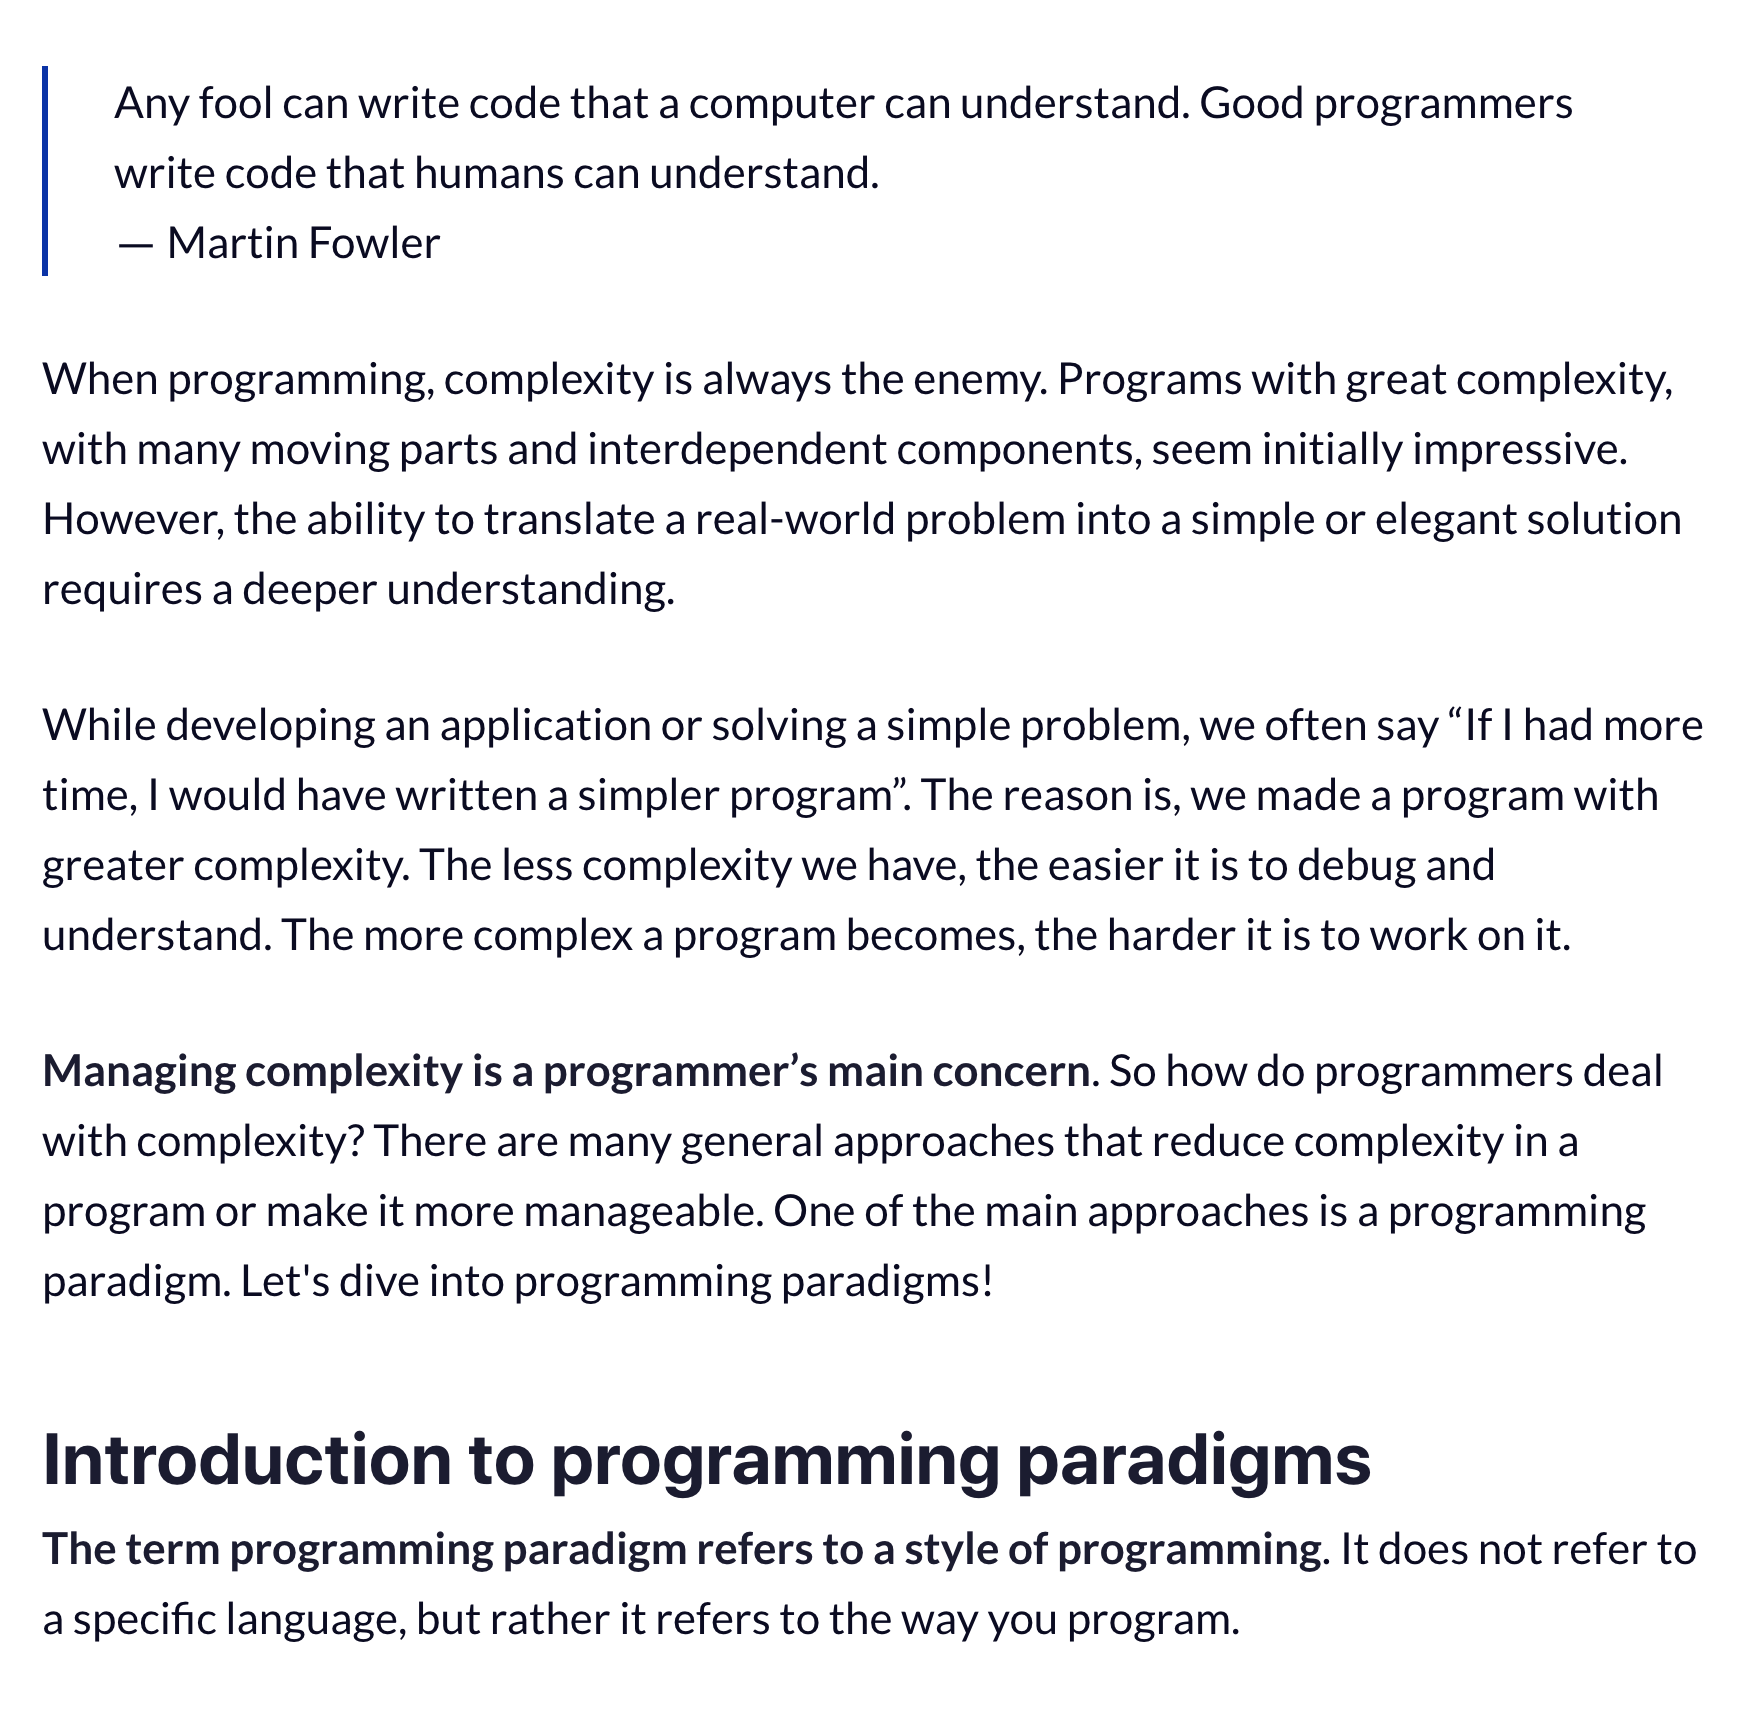 Any fool can write code that a computer can understand. Good programmers
write code that humans can understand.
— Martin Fowler
When programming, complexity is always the enemy. Programs with great complexity,
with many moving parts and interdependent components, seem initially impressive.
However, the ability to translate a real-world problem into a simple or elegant solution
requires a deeper understanding.
While developing an application or solving a simple problem, we often say “If I had more
time, I would have written a simpler program”. The reason is, we made a program with
greater complexity. The less complexity we have, the easier it is to debug and
understand. The more complex a program becomes, the harder it is to work on it.
Managing complexity is a programmer’s main concern. So how do programmers deal
with complexity? There are many general approaches that reduce complexity in a
program or make it more manageable. One of the main approaches is a programming
paradigm. Let's dive into programming paradigms!
Introduction to programming paradigms
The term programming paradigm refers to a style of programming. It does not refer to
a specific language, but rather it refers to the way you program.